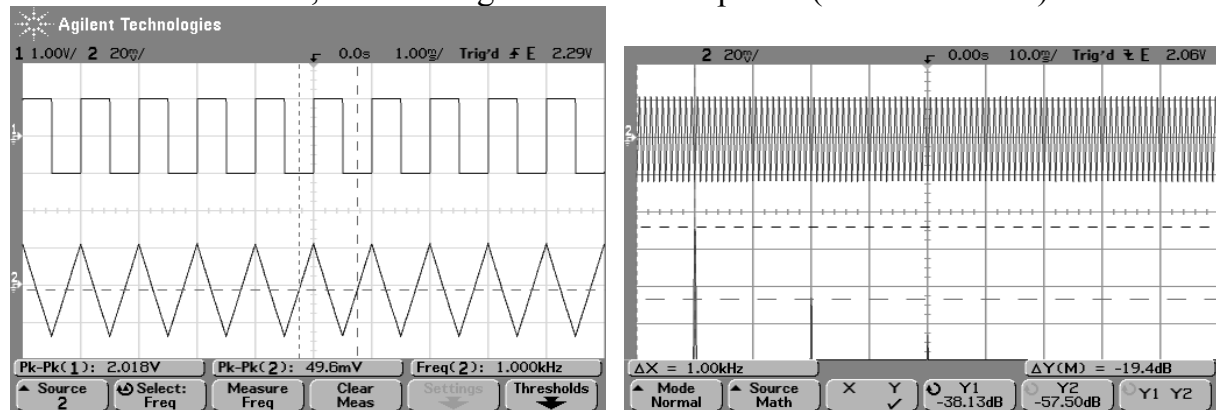 Agilent Technologies
1 1.00V/ 2 20mV/ 0.0s 1.00ms/ Trig'd E 2.29V
1
2
Pk-Pk(1): 2.018V Pk-Pk(2): 49.6mV Freq(2): 1.000kHz
Source 2
Select: Freq
Measure Freq
Clear Meas
Settings
Thresholds
2 20mV/ 0.00s 10.0ms/ Trig'd E 2.06V
2
ΔX = 1.00kHz ΔY(M) = -19.4dB
Mode Normal
Source Math
X Y
Y1 -38.13dB
Y2 -57.50dB
Y1 Y2